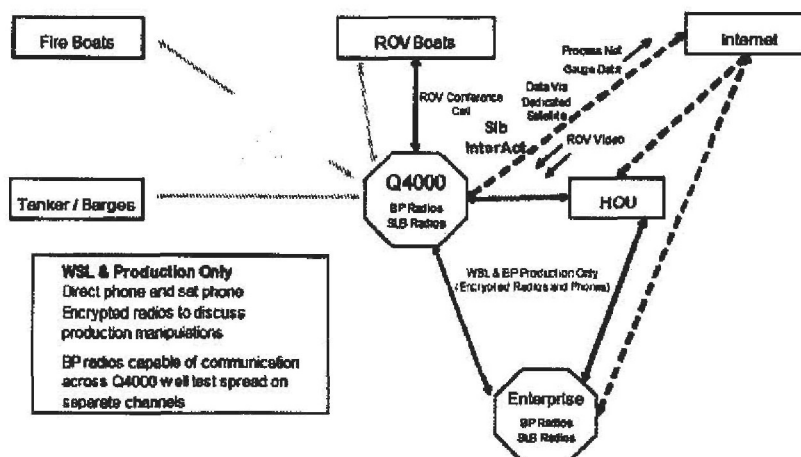 Fire Boats
ROV Boats
Internet
Process Net
Gauge Data
Data Via
Dedicated
Satellite
ROV Conference
Call
Slb
InterAct
ROV Video
Tanker / Barges
Q4000
BP Radios
SLB Radios
HOU
WSL & Production Only
Direct phone and sat phone
Encrypted radios to discuss
production manipulations
BP radios capable of communication
across Q4000 well test spread on
separate channels
WSL & BP Production Only
(Encrypted Radios and Phones)
Enterprise
BP Radios
SLB Radios